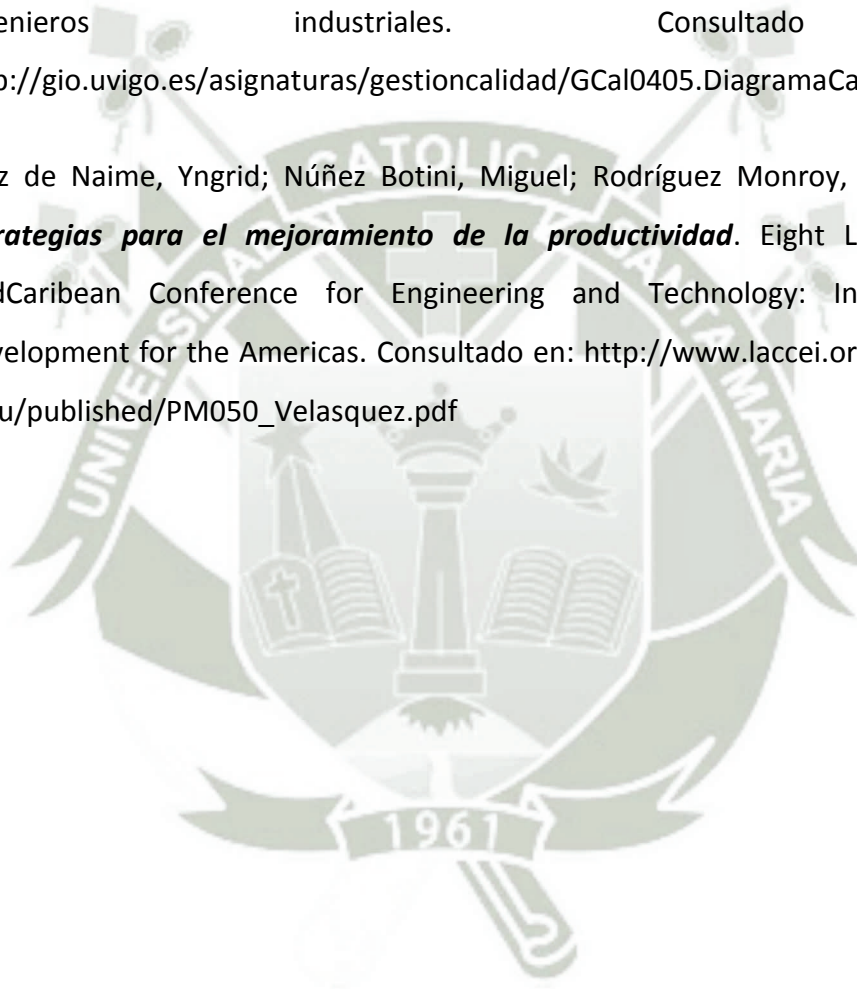 enieros industriales. Consultado
p://gio.uvigo.es/asignaturas/gestioncalidad/GCal0405.DiagramaCa
z de Naime, Yngrid; Núñez Botini, Miguel; Rodríguez Monroy,
rategias para el mejoramiento de la productividad. Eight L
dCaribean Conference for Engineering and Technology: In
velopment for the Americas. Consultado en: http://www.laccei.or
u/published/PM050_Velasquez.pdf
UNIVERSIDAD CATOLICA SANTA MARIA
1961